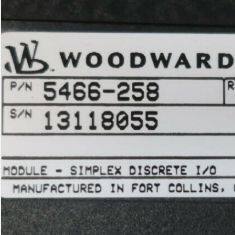 W WOODWARD
P/N 5466-258 R
S/N 13118055
MODULE - SIMPLEX DISCRETE I/O
MANUFACTURED IN FORT COLLINS,